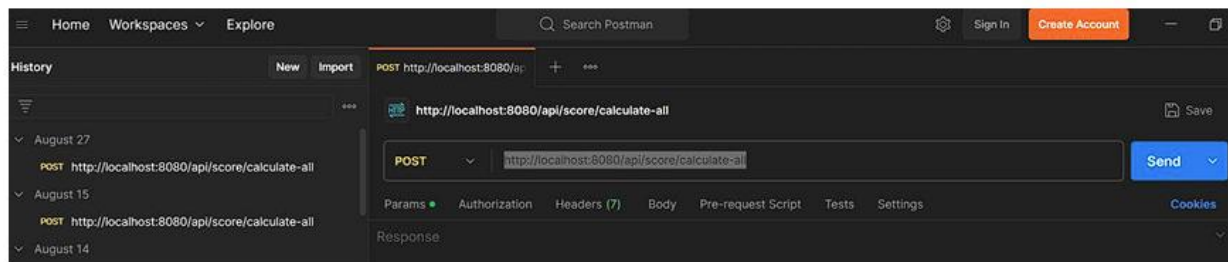 Home Workspaces Explore Search Postman Sign In Create Account
History New Import
POST http://localhost:8080/ap
http://localhost:8080/api/score/calculate-all Save
August 27
POST http://localhost:8080/api/score/calculate-all
POST http://localhost:8080/api/score/calculate-all Send
August 15
POST http://localhost:8080/api/score/calculate-all
Params Authorization Headers (7) Body Pre-request Script Tests Settings Cookies
August 14
Response